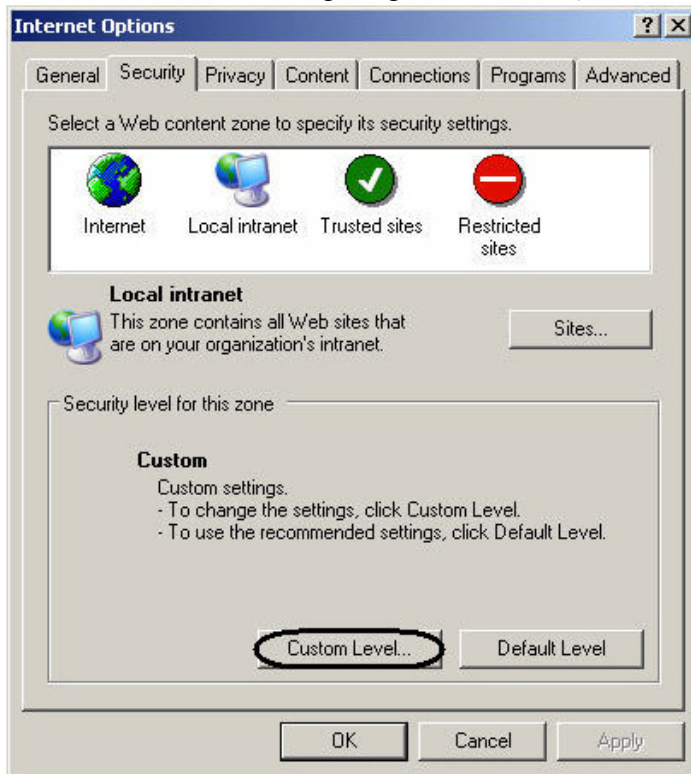 Internet Options
General Security Privacy Content Connections Programs Advanced
Select a Web content zone to specify its security settings.
Internet Local intranet Trusted sites Restricted
sites
Local intranet
This zone contains all Web sites that
are on your organization's intranet.
Sites...
Security level for this zone
Custom
Custom settings.
- To change the settings, click Custom Level.
- To use the recommended settings, click Default Level.
Custom Level... Default Level
OK Cancel Apply